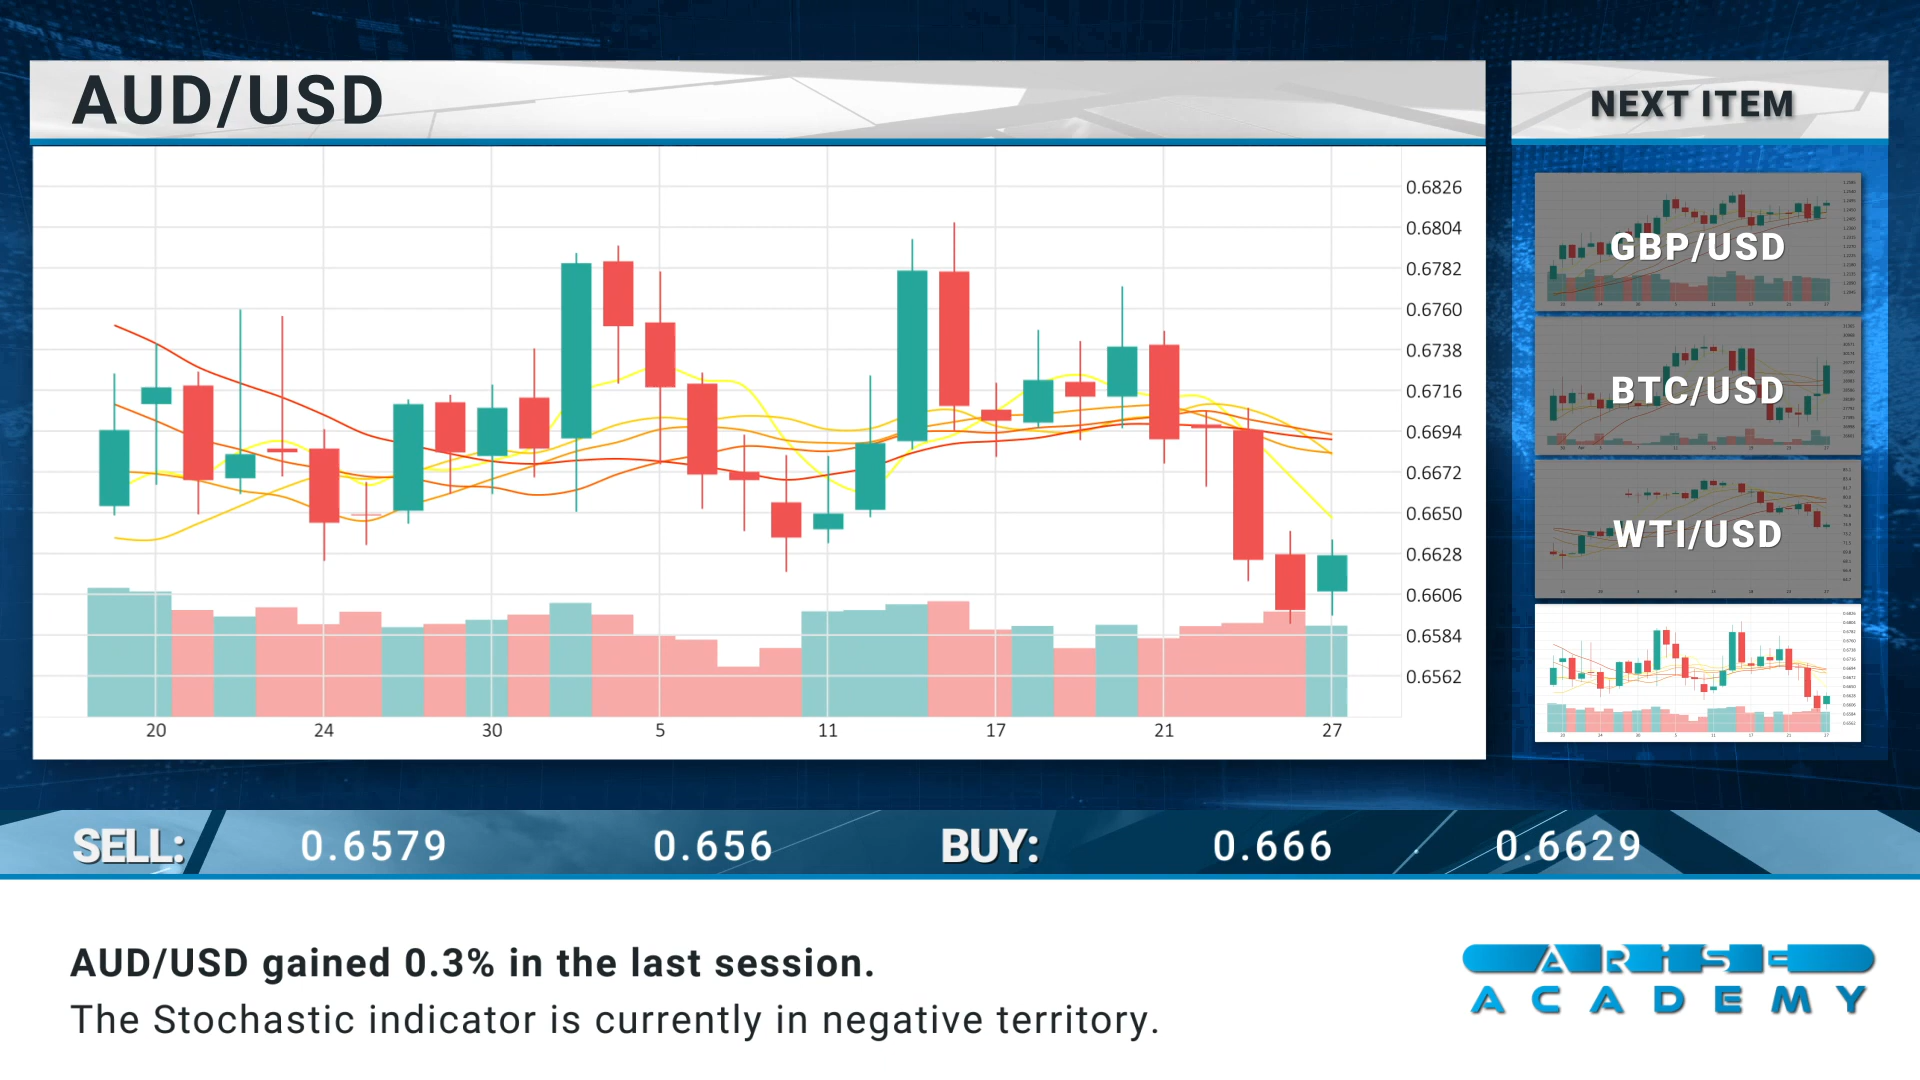 AUD/USD
NEXT ITEM
0.6826
0.6804
0.6782
0.6760
0.6738
0.6716
0.6694
0.6672
0.6650
0.6628
0.6606
0.6584
0.6562
20 24 30 5 11 17 21 27
GBP/USD
BTC/USD
WTI/USD
SELL: 0.6579 0.656 BUY: 0.666 0.6629
AUD/USD gained 0.3% in the last session.
The Stochastic indicator is currently in negative territory.
ARISE
ACADEMY